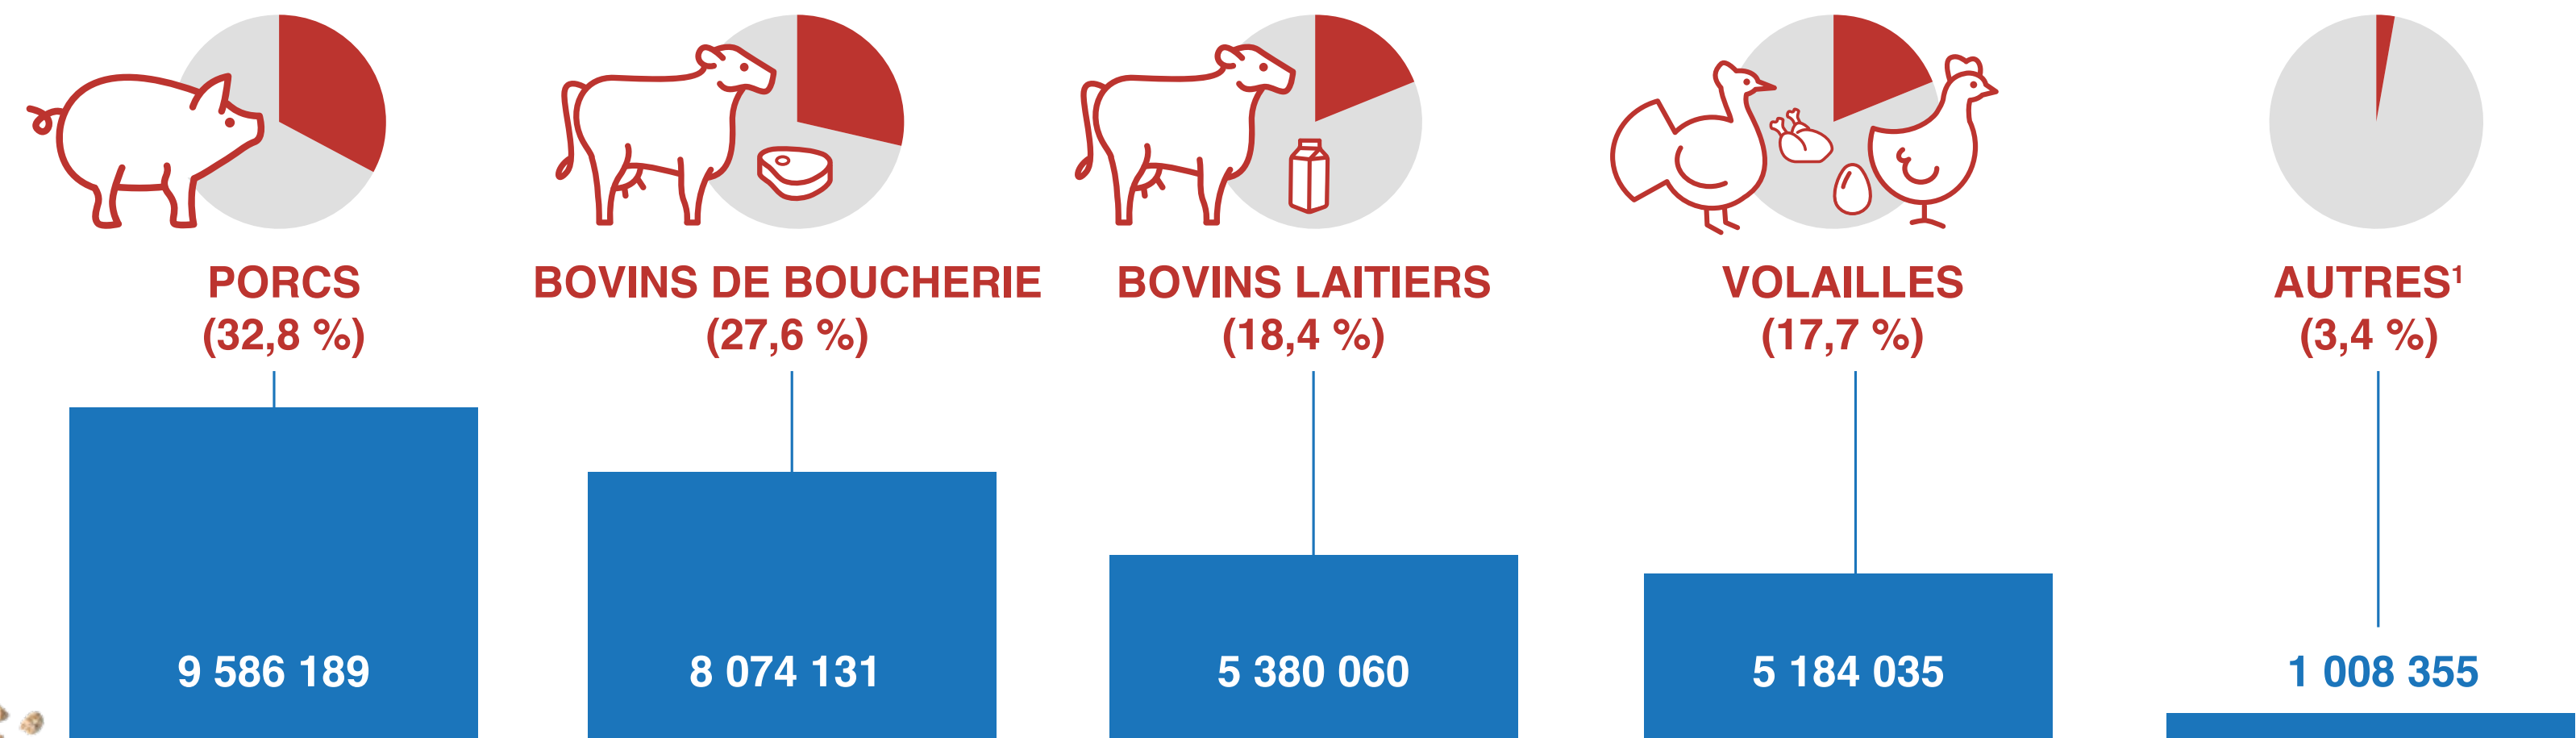 PORCS
(32,8 %)
BOVINS DE BOUCHERIE
(27,6 %)
BOVINS LAITIERS
(18,4 %)
VOLAILLES
(17,7 %)
AUTRES¹
(3,4 %)
9 586 189
8 074 131
5 380 060
5 184 035
1 008 355